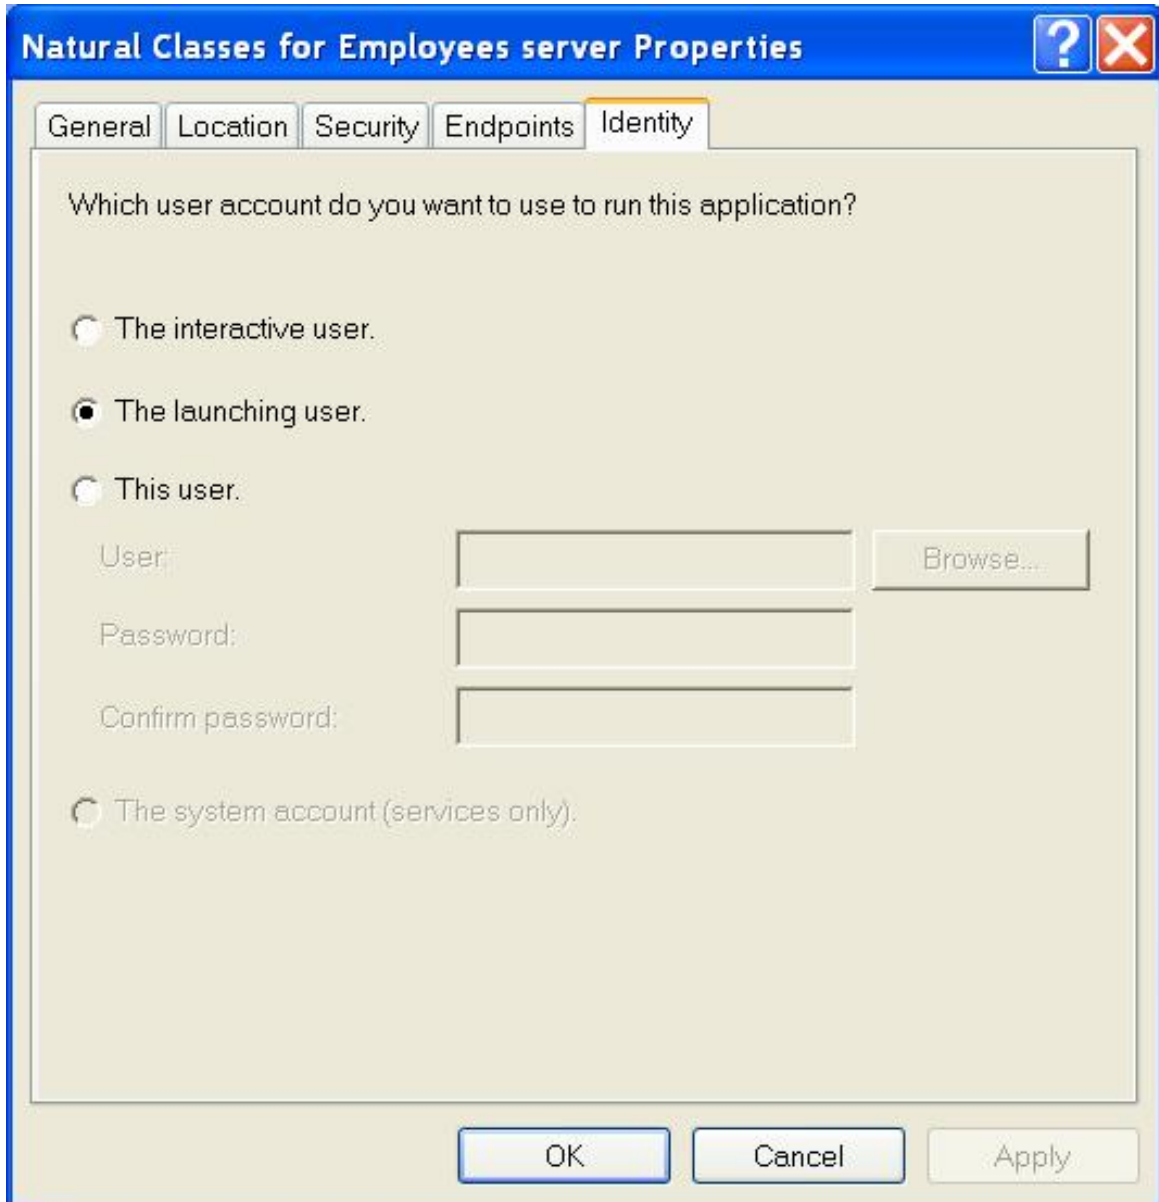 Natural Classes for Employees server Properties
General Location Security Endpoints Identity
Which user account do you want to use to run this application?
The interactive user.
The launching user.
This user.
User: Browse...
Password:
Confirm password:
The system account (services only).
OK Cancel Apply